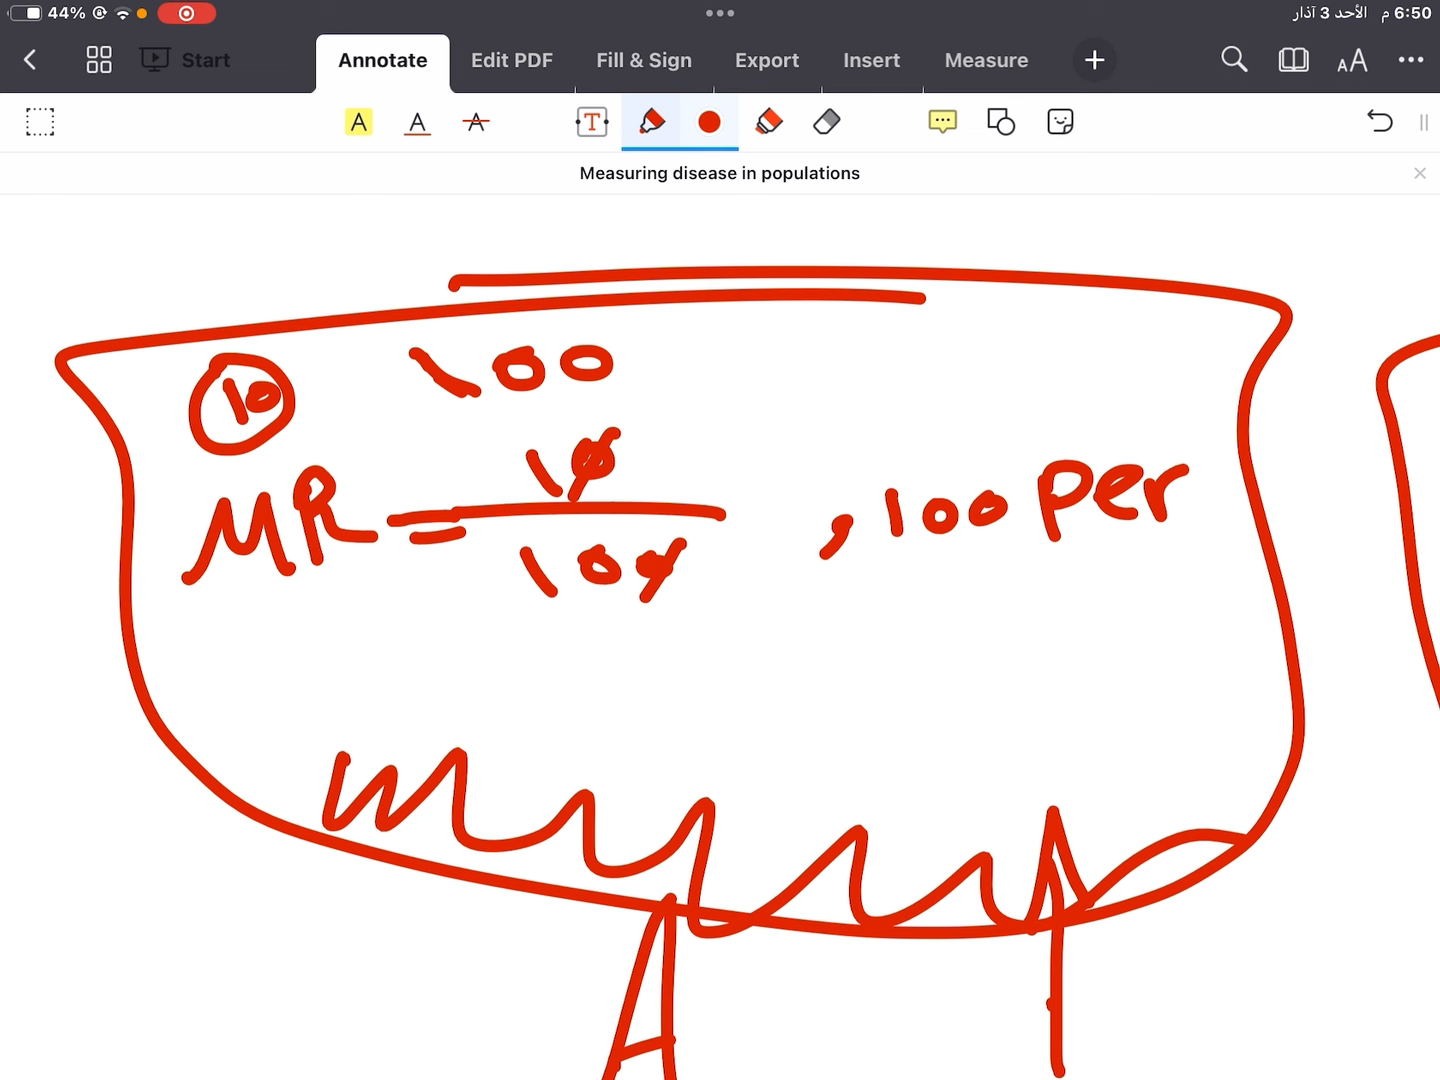 44% الأحد 3 آذار 6:50 م
Start Annotate Edit PDF Fill & Sign Export Insert Measure
A A A T
Measuring disease in populations
10 100
MR = 10 / 100 , 100 per
A